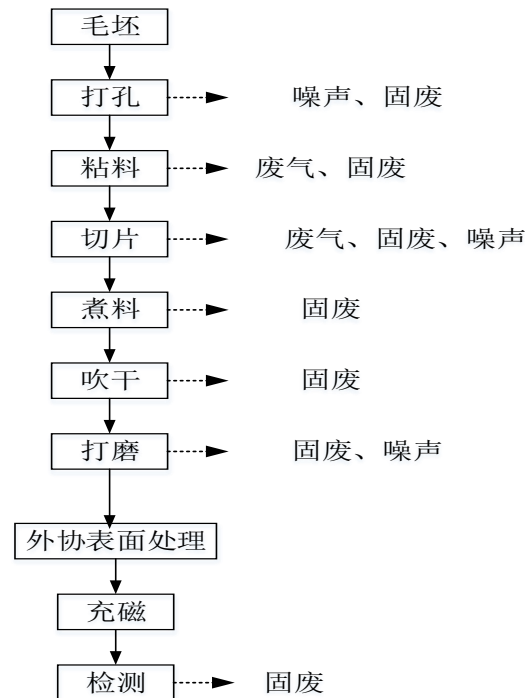 毛坯
打孔 噪声、固废
粘料 废气、固废
切片 废气、固废、噪声
煮料 固废
吹干 固废
打磨 固废、噪声
外协表面处理
充磁
检测 固废